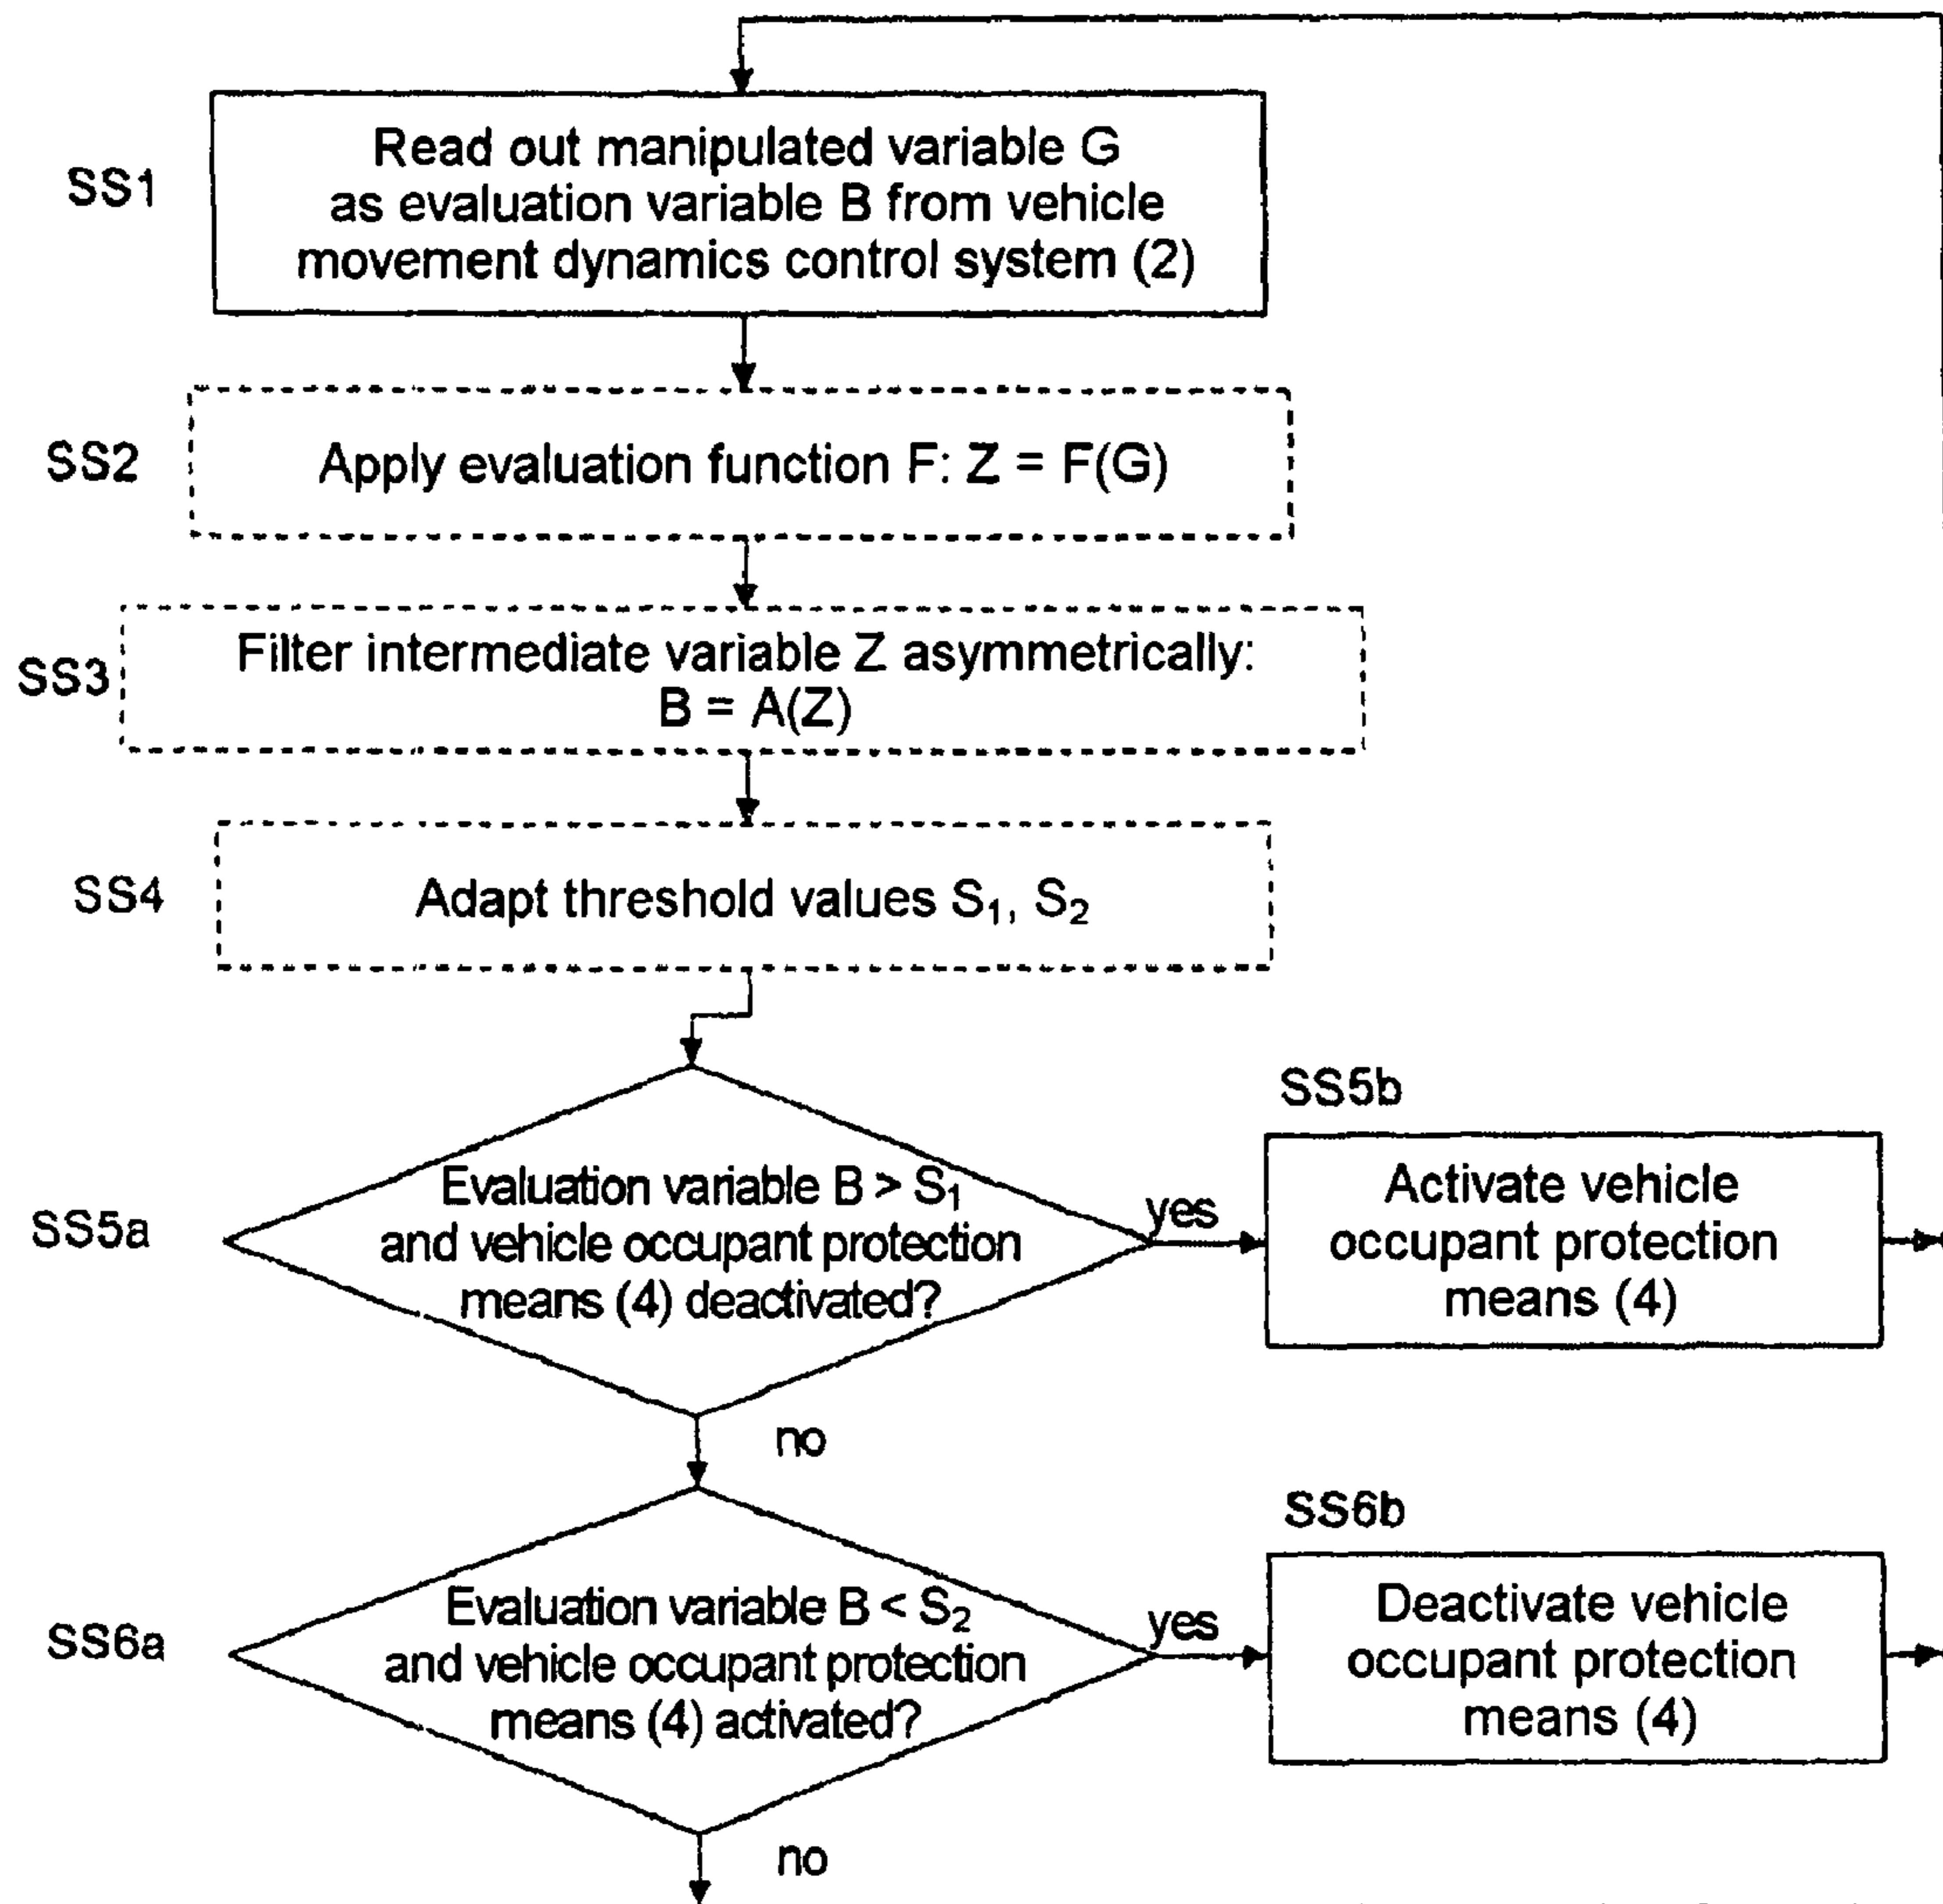 SS1
Read out manipulated variable G
as evaluation variable B from vehicle
movement dynamics control system (2)
SS2
Apply evaluation function F: Z = F(G)
SS3
Filter intermediate variable Z asymmetrically:
B = A(Z)
SS4
Adapt threshold values S₁, S₂
SS5a
Evaluation variable B > S₁
and vehicle occupant protection
means (4) deactivated?
yes
SS5b
Activate vehicle
occupant protection
means (4)
no
SS6a
Evaluation variable B < S₂
and vehicle occupant protection
means (4) activated?
yes
SS6b
Deactivate vehicle
occupant protection
means (4)
no